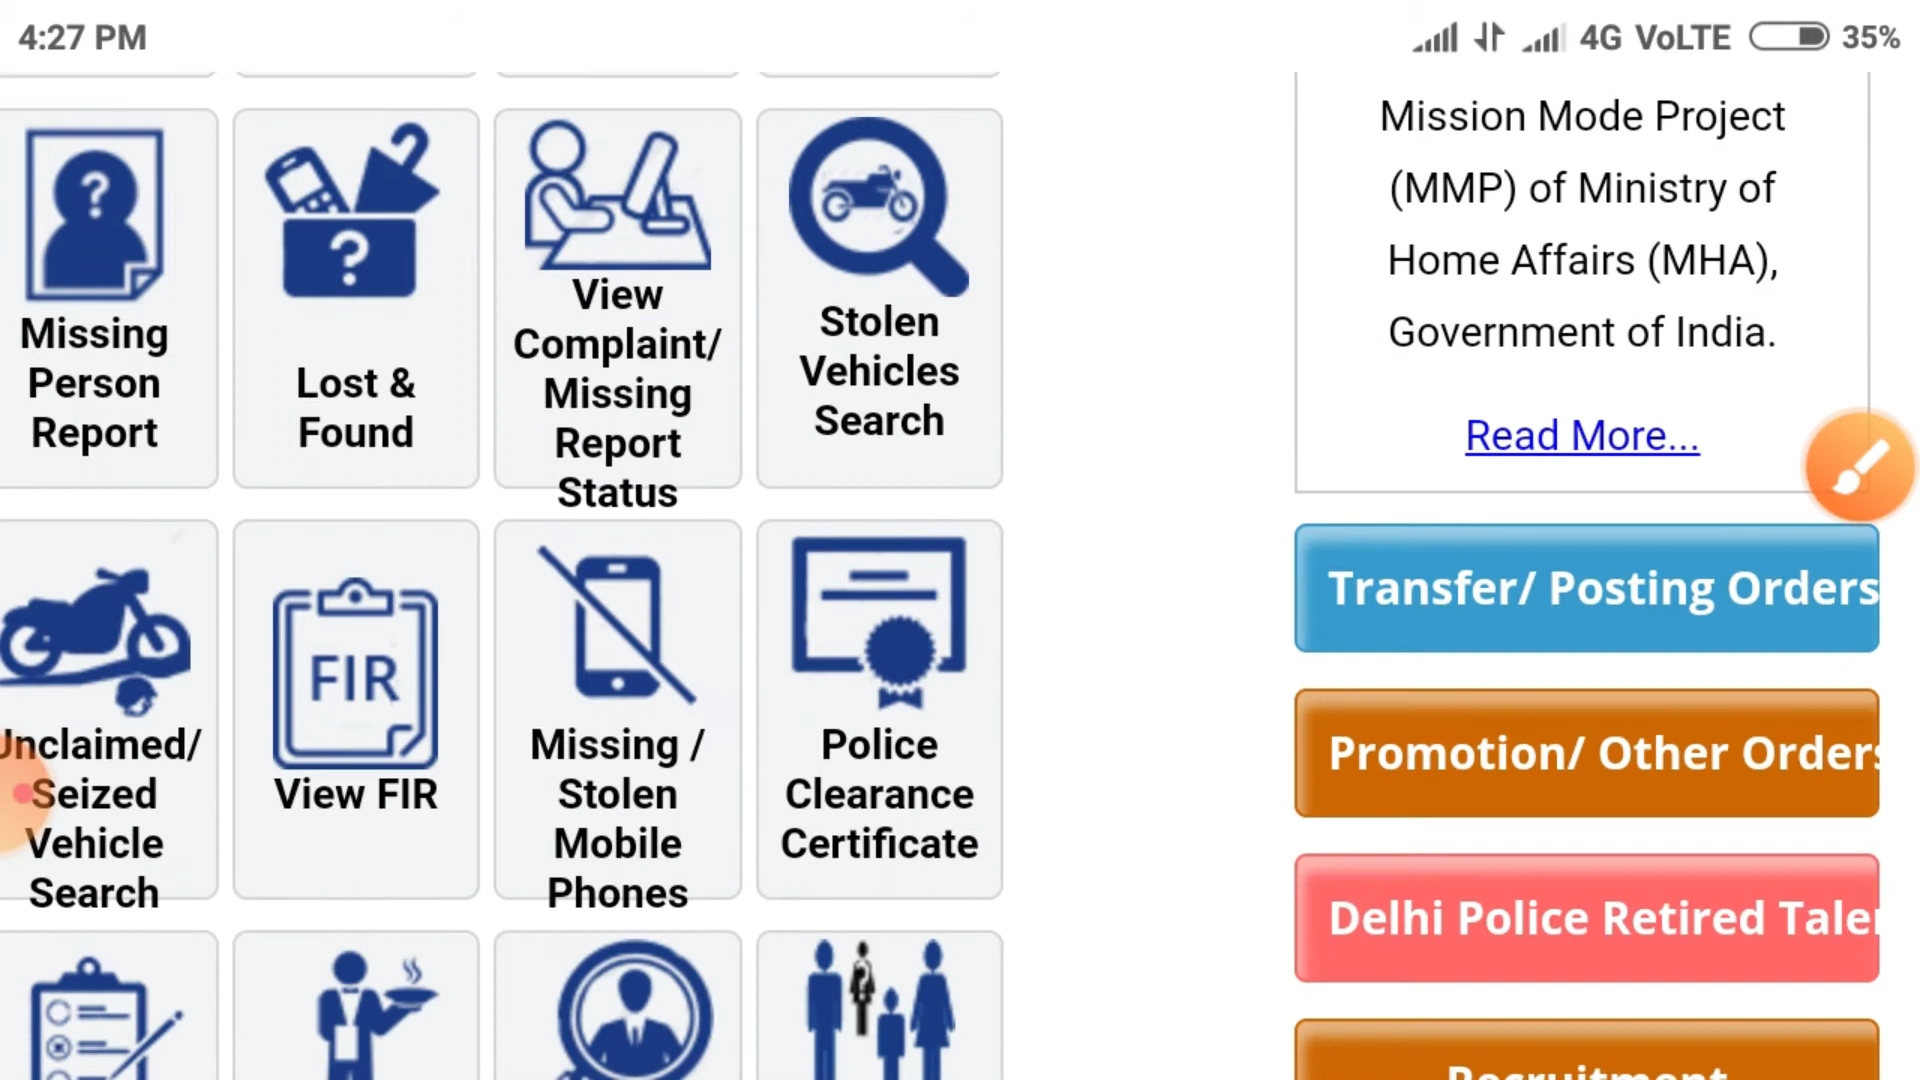 4:27 PM
4G VoLTE 35%
Missing
Person
Report
Lost &
Found
View
Complaint/
Missing
Report
Status
Stolen
Vehicles
Search
Unclaimed/
Seized
Vehicle
Search
FIR
View FIR
Missing /
Stolen
Mobile
Phones
Police
Clearance
Certificate
Mission Mode Project
(MMP) of Ministry of
Home Affairs (MHA),
Government of India.
Read More...
Transfer/ Posting Orders
Promotion/ Other Orders
Delhi Police Retired Tale
Recruitment